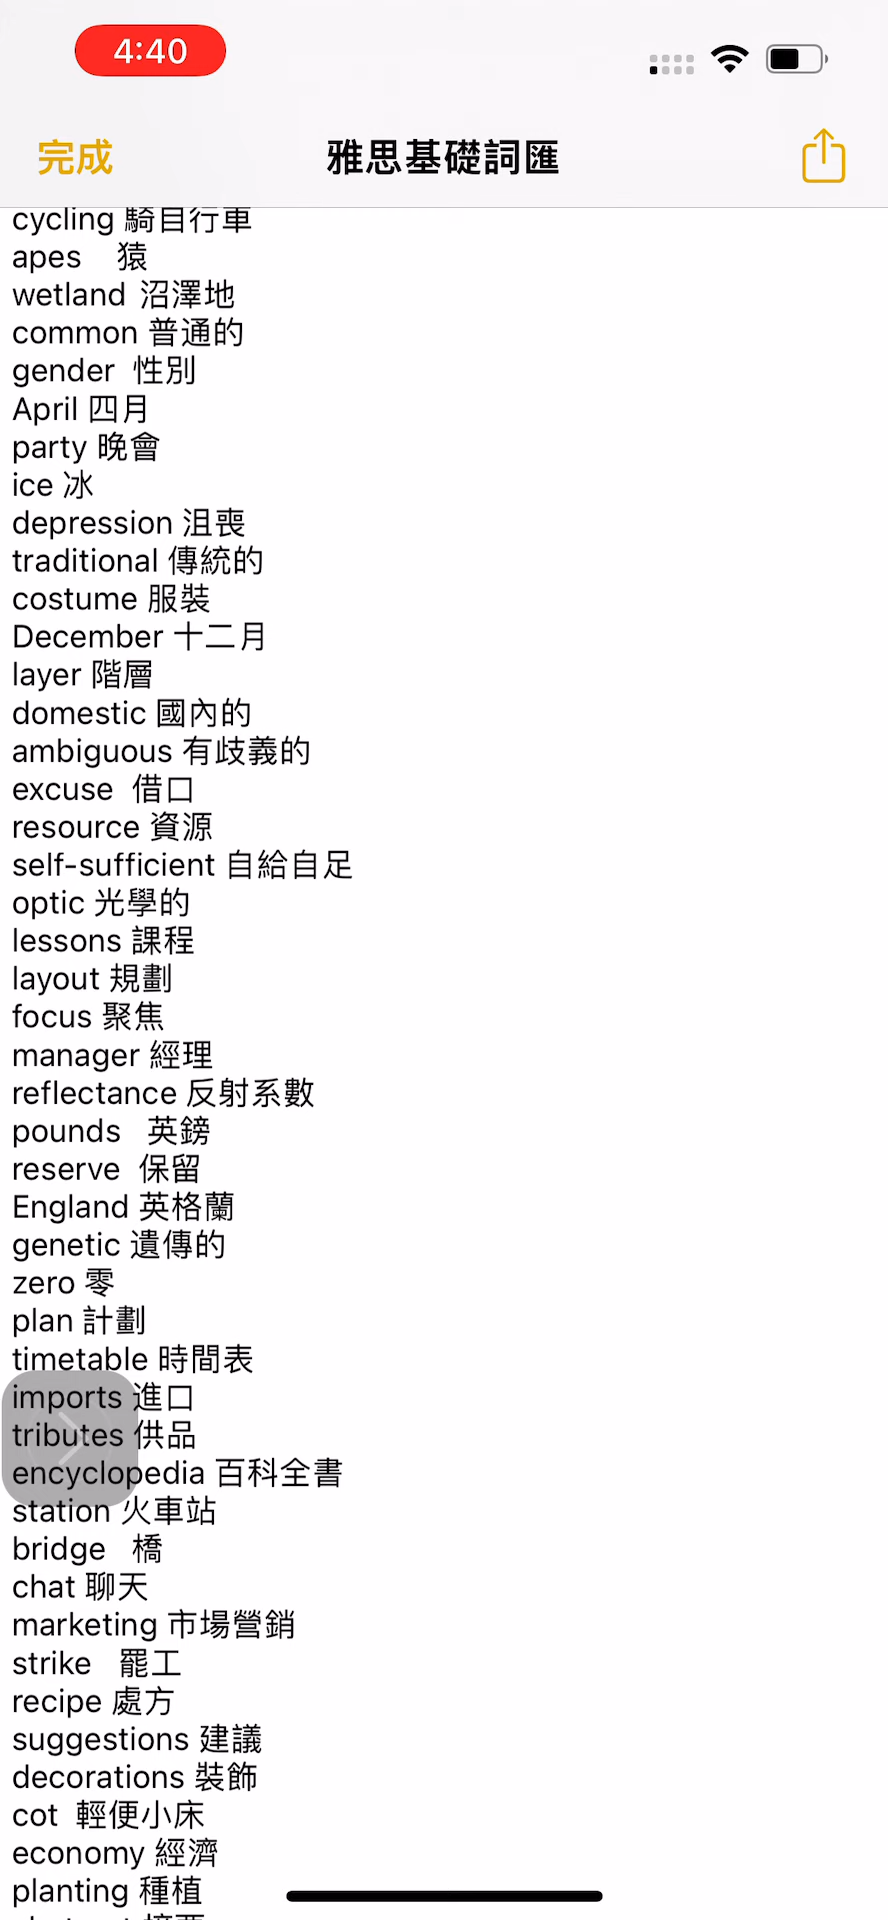 4:40
完成
雅思基礎詞匯
cycling 騎自行車
apes 猿
wetland 沼澤地
common 普通的
gender 性別
April 四月
party 晚會
ice 冰
depression 沮喪
traditional 傳統的
costume 服裝
December 十二月
layer 階層
domestic 國內的
ambiguous 有歧義的
excuse 借口
resource 資源
self-sufficient 自給自足
optic 光學的
lessons 課程
layout 規劃
focus 聚焦
manager 經理
reflectance 反射系數
pounds 英鎊
reserve 保留
England 英格蘭
genetic 遺傳的
zero 零
plan 計劃
timetable 時間表
imports 進口
tributes 供品
encyclopedia 百科全書
station 火車站
bridge 橋
chat 聊天
marketing 市場營銷
strike 罷工
recipe 處方
suggestions 建議
decorations 裝飾
cot 輕便小床
economy 經濟
planting 種植